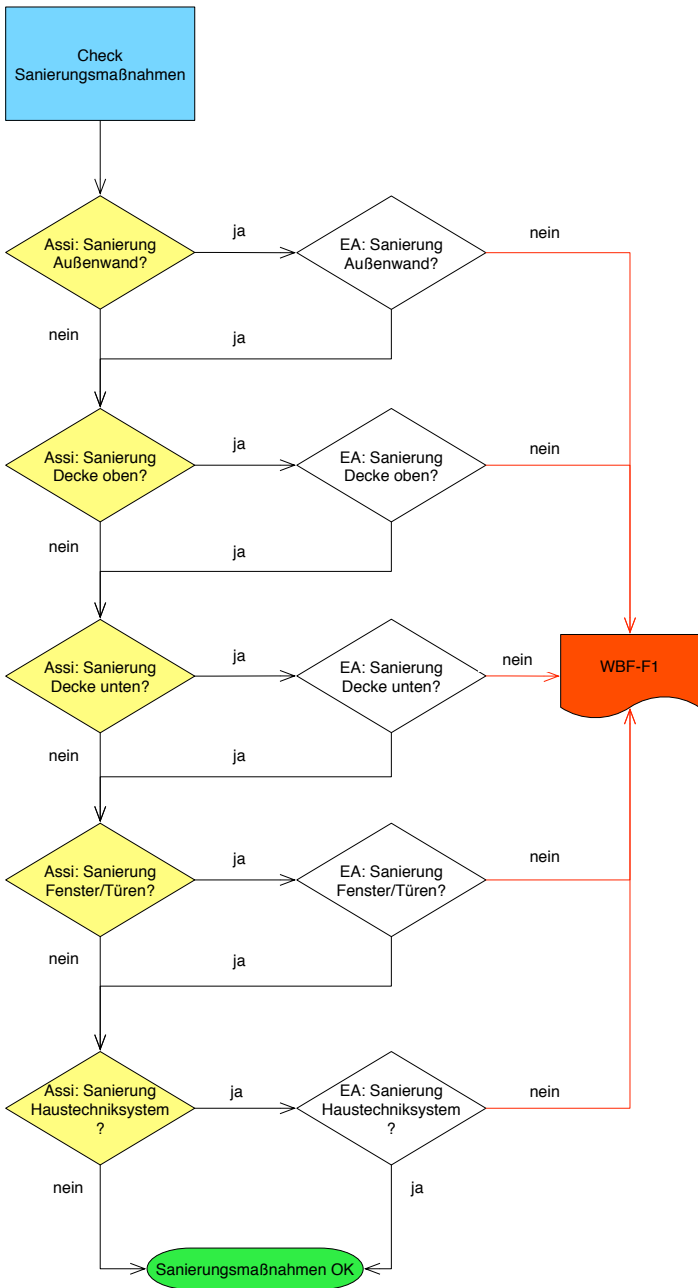 Check
Sanierungsmaßnahmen
Assi: Sanierung
Außenwand?
ja
EA: Sanierung
Außenwand?
nein
nein
ja
Assi: Sanierung
Decke oben?
ja
EA: Sanierung
Decke oben?
nein
nein
ja
Assi: Sanierung
Decke unten?
ja
EA: Sanierung
Decke unten?
nein
WBF-F1
nein
ja
Assi: Sanierung
Fenster/Türen?
ja
EA: Sanierung
Fenster/Türen?
nein
nein
ja
Assi: Sanierung
Haustechniksystem
?
ja
EA: Sanierung
Haustechniksystem
?
nein
nein
ja
Sanierungsmaßnahmen OK